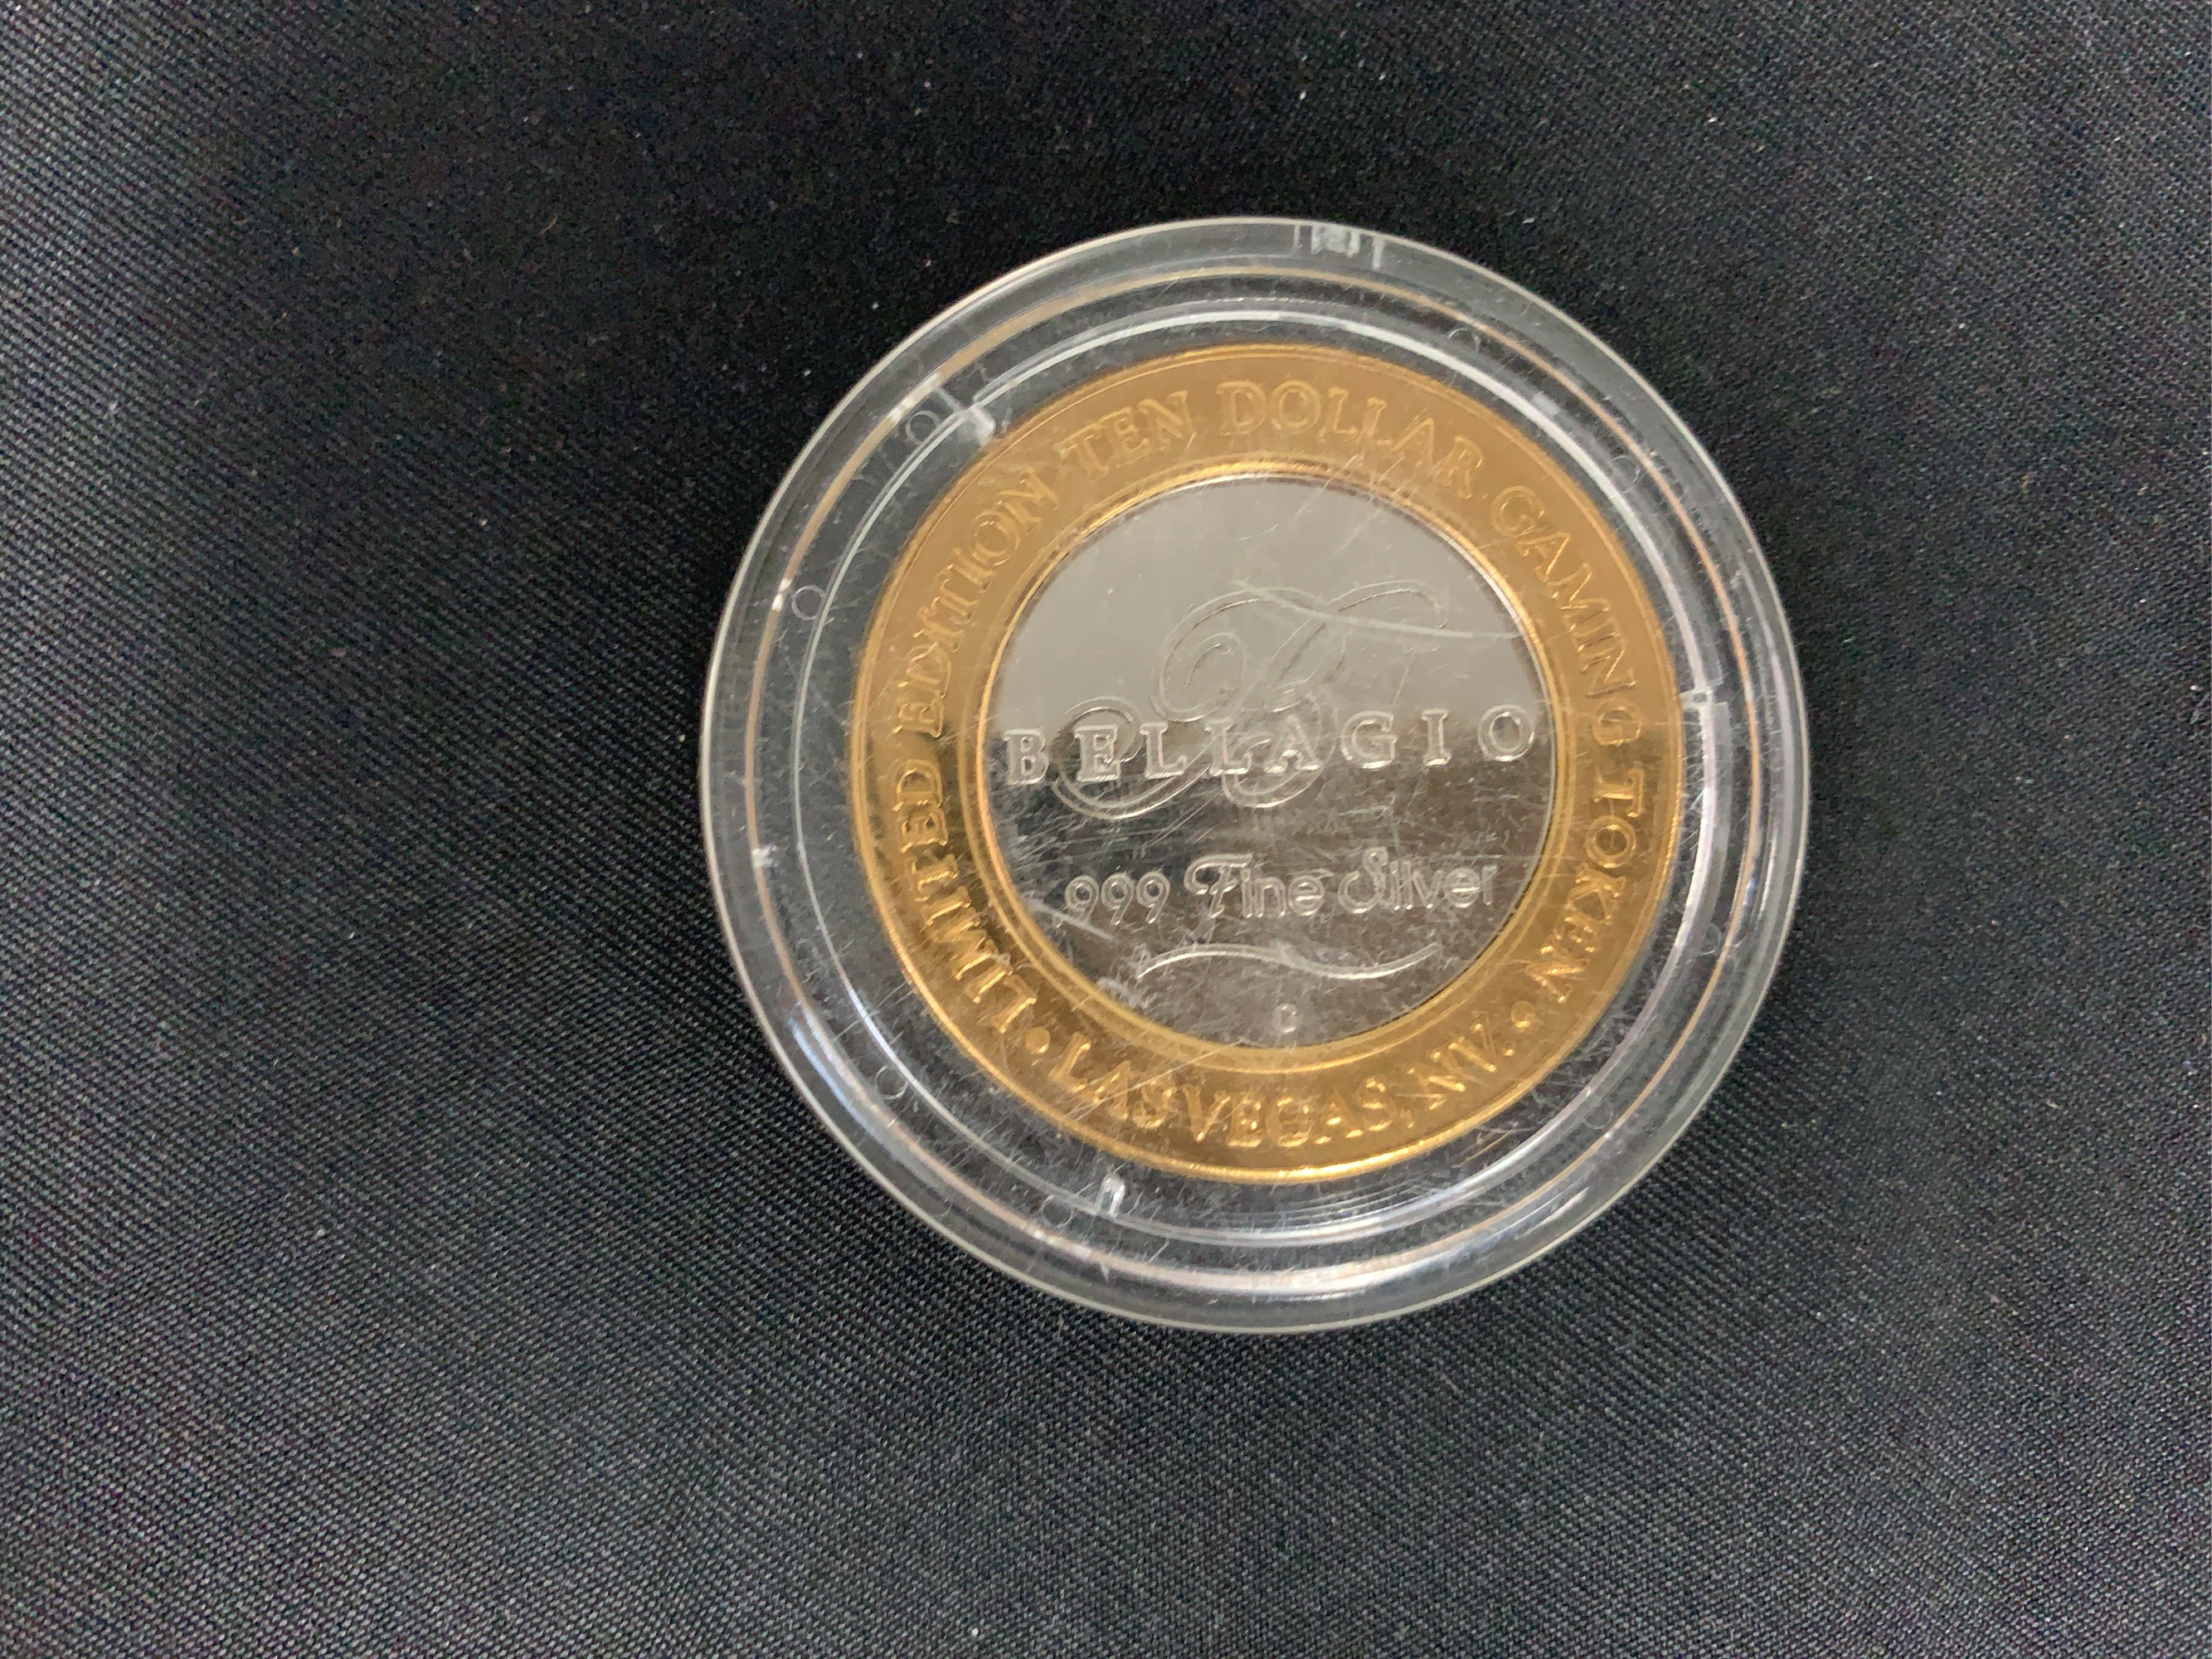 LIMITED EDITION TEN DOLLAR GAMING TOKEN
B
BELLAGIO
999 Fine Silver
C
• LAS VEGAS, NV. •